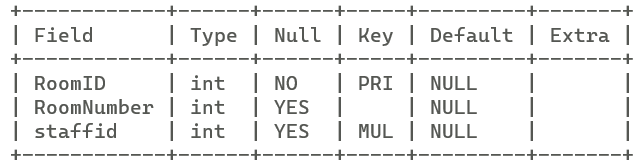 +------------+------+------+-----+---------+-------+
| Field      | Type | Null | Key | Default | Extra |
+------------+------+------+-----+---------+-------+
| RoomID     | int  | NO   | PRI | NULL    |       |
| RoomNumber | int  | YES  |     | NULL    |       |
| staffid    | int  | YES  | MUL | NULL    |       |
+------------+------+------+-----+---------+-------+